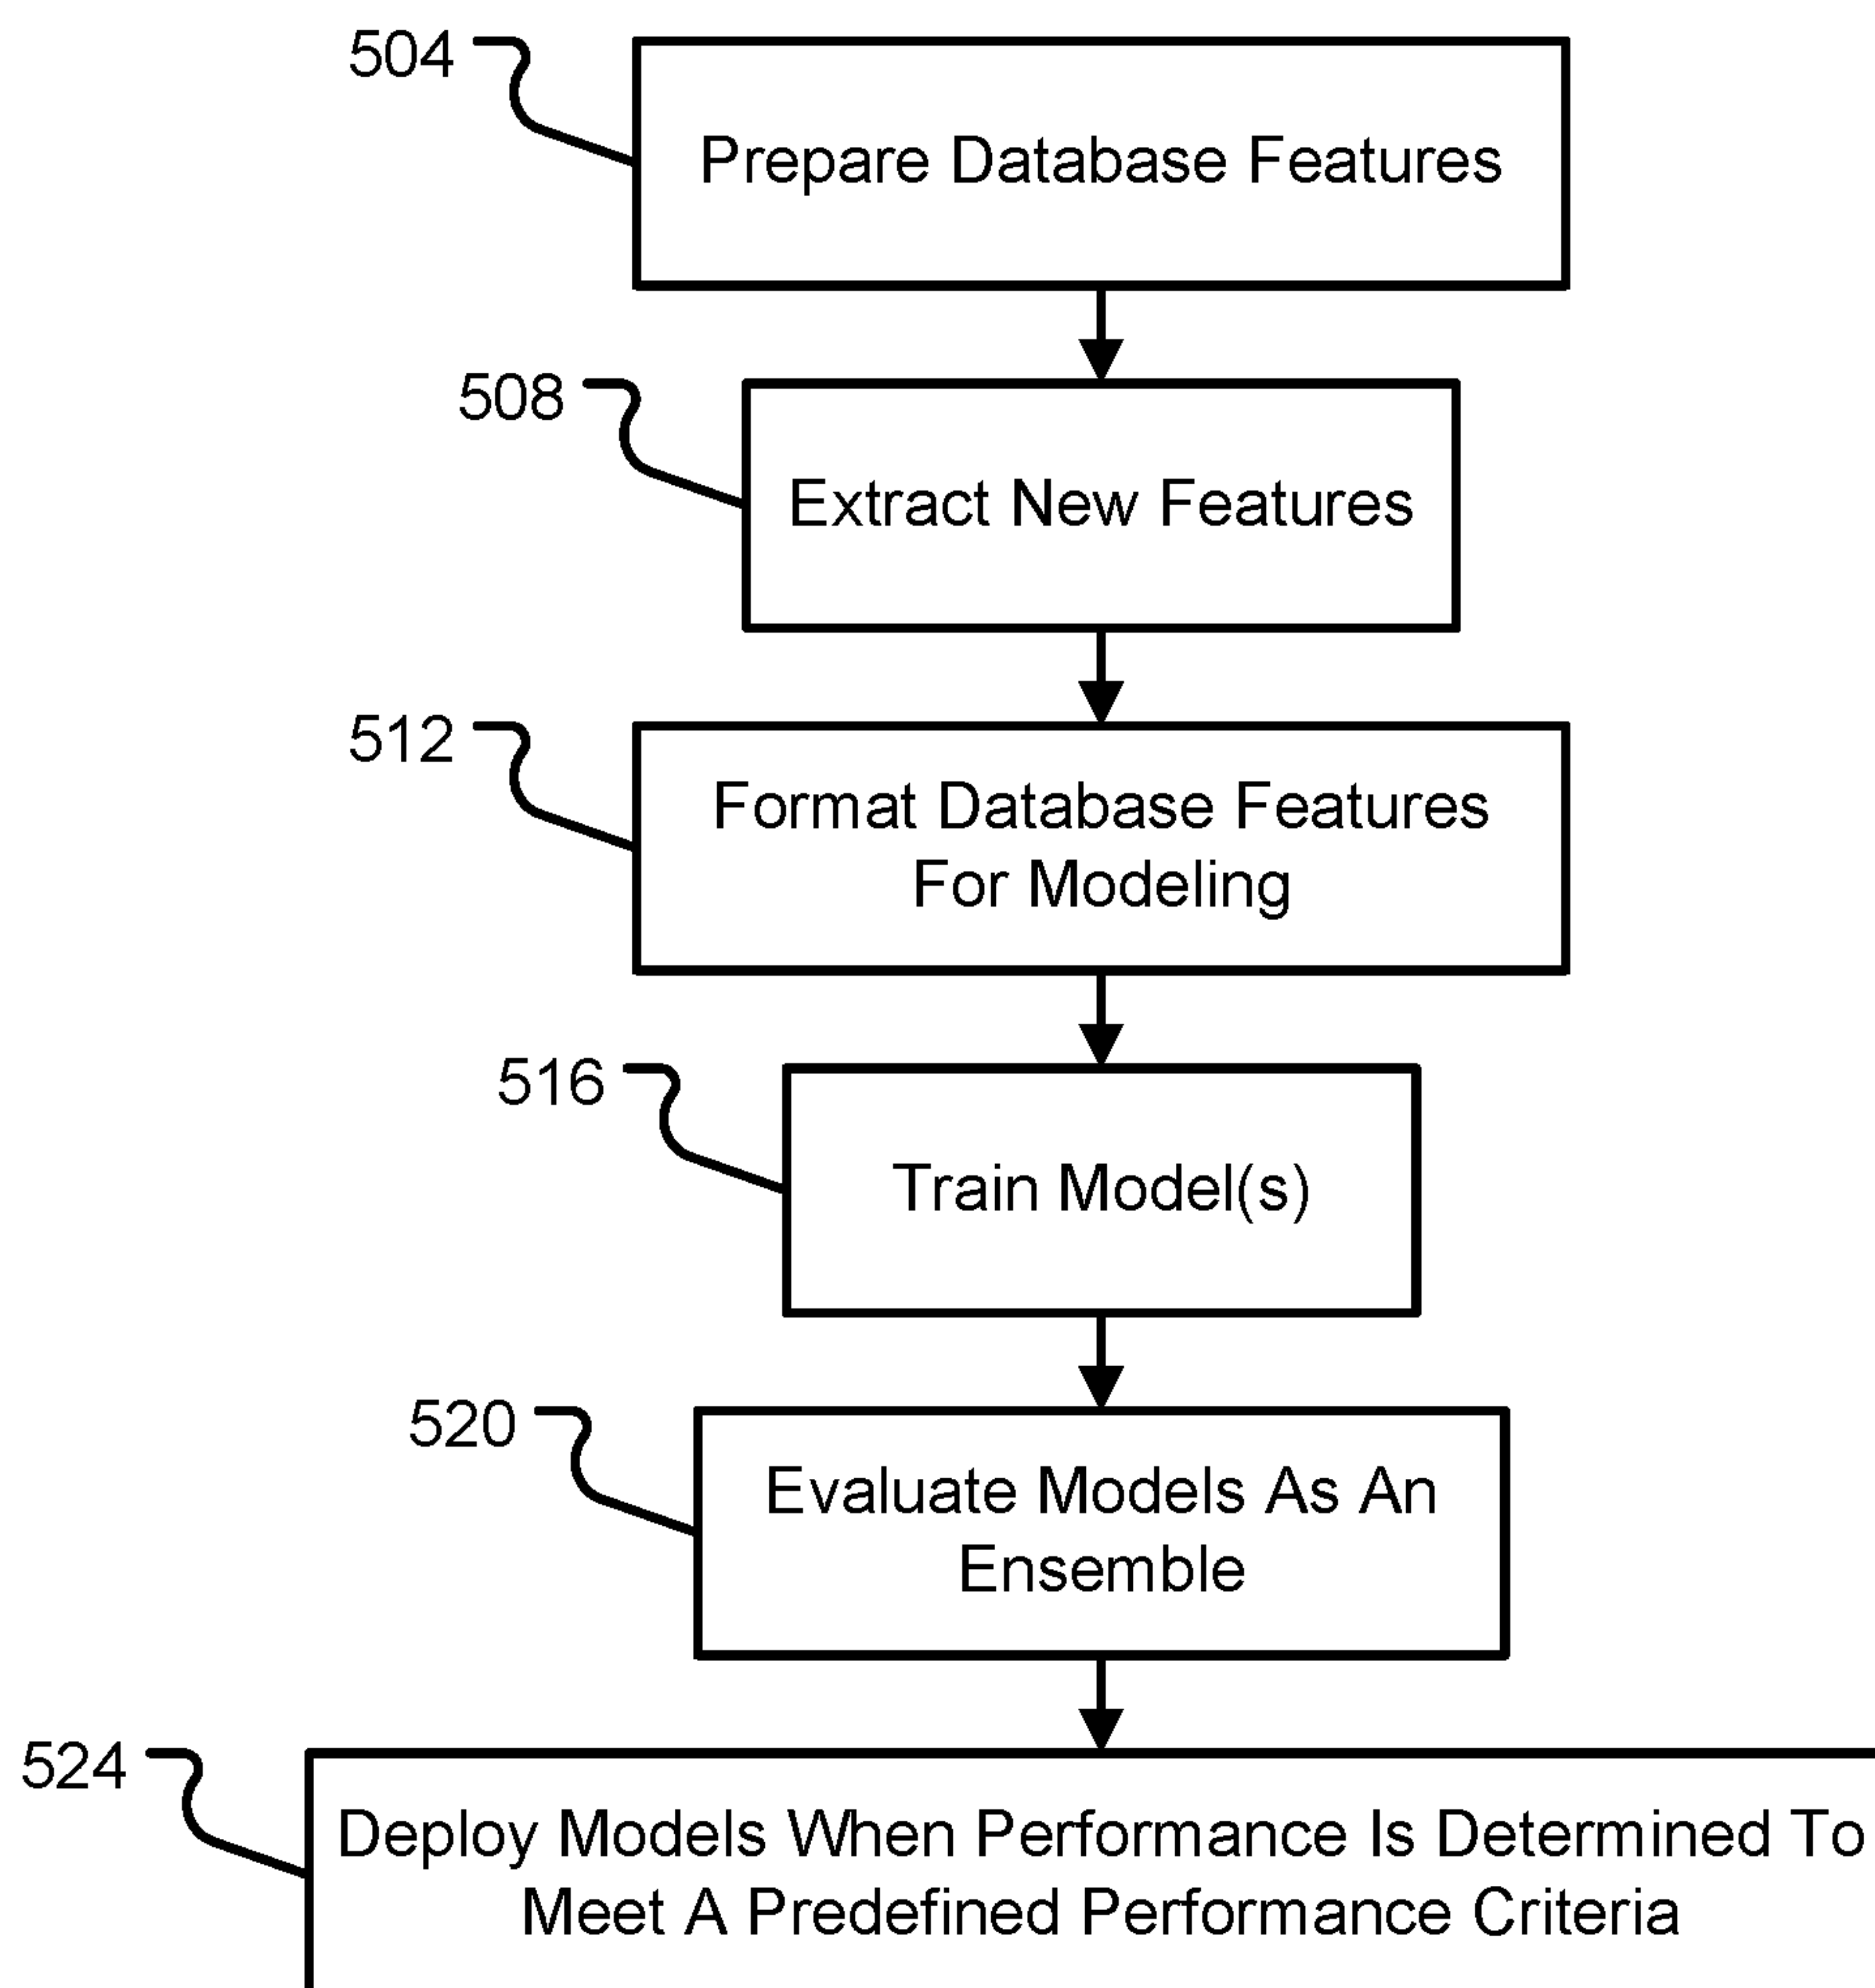 504
Prepare Database Features
508
Extract New Features
512
Format Database Features
For Modeling
516
Train Model(s)
520
Evaluate Models As An
Ensemble
524
Deploy Models When Performance Is Determined To
Meet A Predefined Performance Criteria